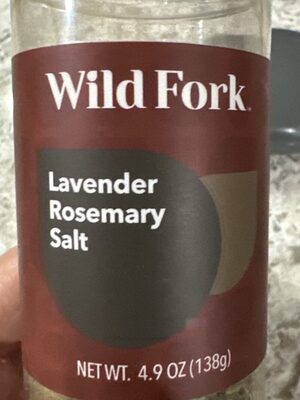 Wild Fork
Lavender
Rosemary
Salt
NET WT. 4.9 OZ (138g)